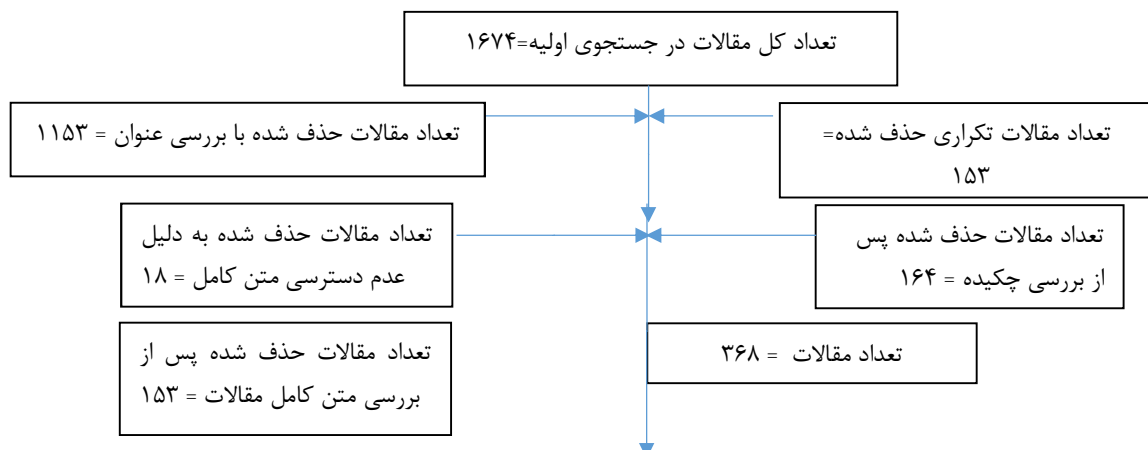 تعداد کل مقالات در جستجوی اولیه=۱۶۷۴
تعداد مقالات تکراری حذف شده=
۱۵۳
تعداد مقالات حذف شده با بررسی عنوان = ۱۱۵۳
تعداد مقالات حذف شده پس
از بررسی چکیده = ۱۶۴
تعداد مقالات حذف شده به دلیل
عدم دسترسی متن کامل = ۱۸
تعداد مقالات = ۳۶۸
تعداد مقالات حذف شده پس از
بررسی متن کامل مقالات = ۱۵۳